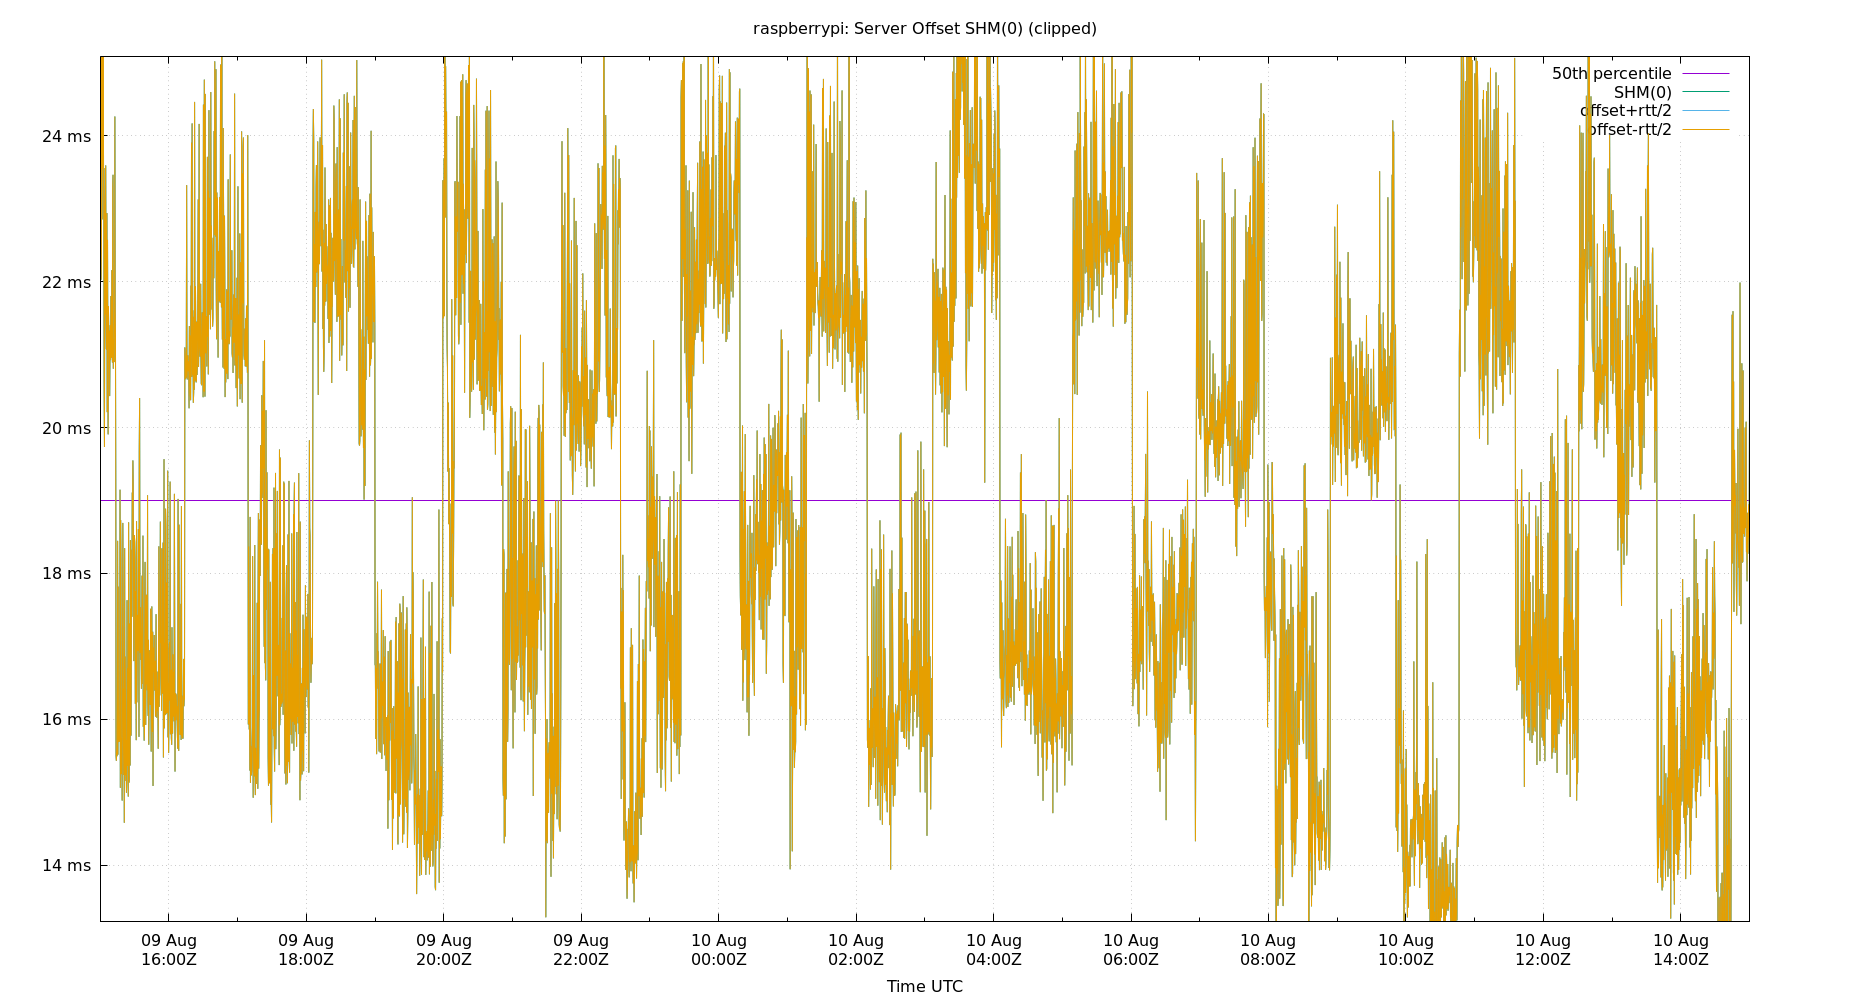 raspberrypi: Server Offset SHM(0) (clipped)
50th percentile
SHM(0)
offset+rtt/2
offset-rtt/2
24 ms
22 ms
20 ms
18 ms
16 ms
14 ms
09 Aug 09 Aug 09 Aug 09 Aug 10 Aug 10 Aug 10 Aug 10 Aug 10 Aug 10 Aug 10 Aug 10 Aug
16:00Z 18:00Z 20:00Z 22:00Z 00:00Z 02:00Z 04:00Z 06:00Z 08:00Z 10:00Z 12:00Z 14:00Z
Time UTC